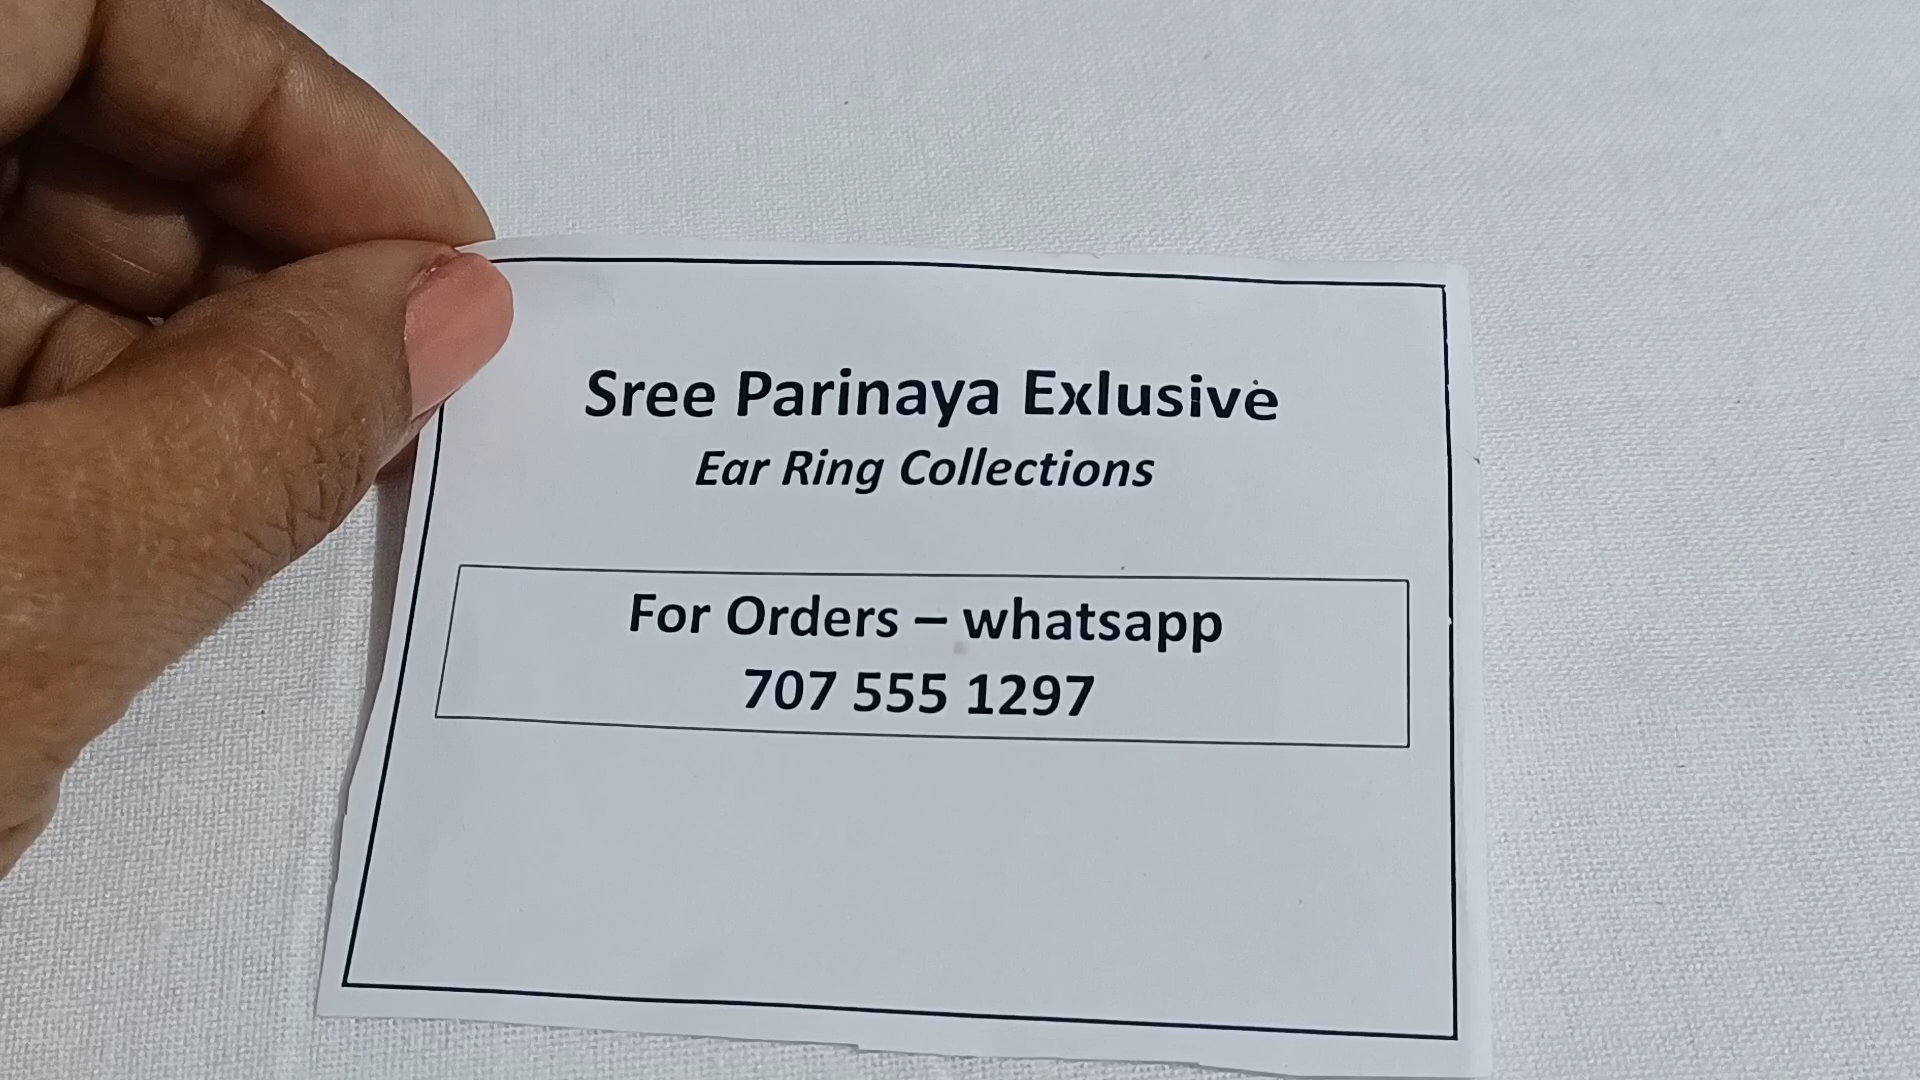 Sree Parinaya Exlusive
Ear Ring Collections
For Orders – whatsapp
707 555 1297